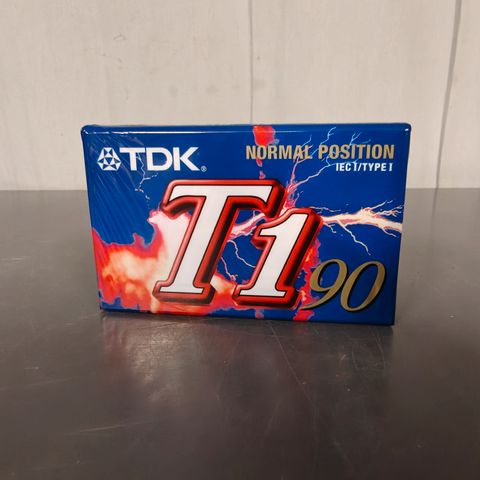 TDK®
NORMAL POSITION
IEC I/TYPE I
T1
90